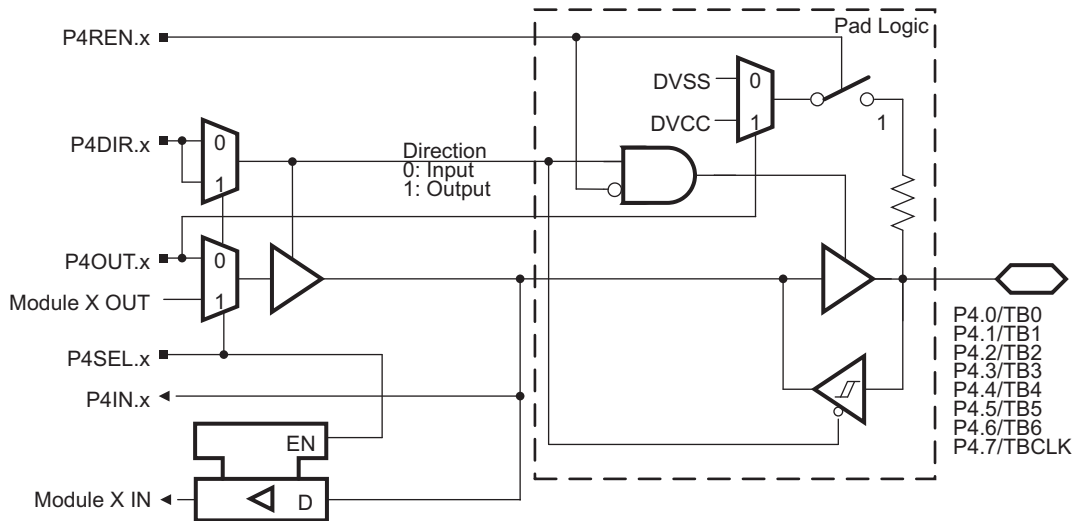 Pad Logic
P4REN.x
DVSS
0
DVCC
1
1
P4DIR.x
0
1
Direction
0: Input
1: Output
P4OUT.x
0
Module X OUT
1
P4SEL.x
P4IN.x
EN
Module X IN
D
P4.0/TB0
P4.1/TB1
P4.2/TB2
P4.3/TB3
P4.4/TB4
P4.5/TB5
P4.6/TB6
P4.7/TBCLK